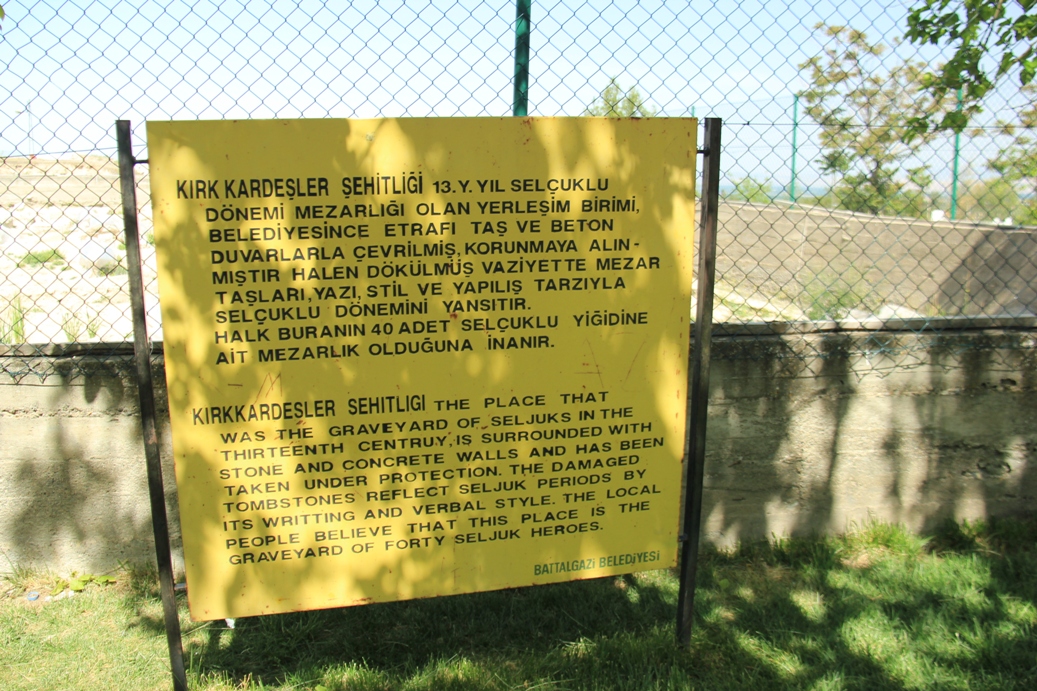 KIRK KARDEŞLER ŞEHİTLİĞİ 13.Y.YIL SELÇUKLU
DÖNEMİ MEZARLIĞI OLAN YERLEŞİM BİRİMİ,
BELEDİYESİNCE ETRAFI TAŞ VE BETON
DUVARLARLA ÇEVRİLMİŞ, KORUNMAYA ALIN-
MIŞTIR HALEN DÖKÜLMÜŞ VAZİYETTE MEZAR
TAŞLARI, YAZI, STİL VE YAPILIŞ TARZIYLA
SELÇUKLU DÖNEMİNİ YANSITIR.
HALK BURANIN 40 ADET SELÇUKLU YİĞİDİNE
AİT MEZARLIK OLDUĞUNA İNANIR.
KIRKKARDEŞLER SEHITLIGI THE PLACE THAT
WAS THE GRAVEYARD OF SELJUKS IN THE
THIRTEENTH CENTRUY, IS SURROUNDED WITH
STONE AND CONCRETE WALLS AND HAS BEEN
TAKEN UNDER PROTECTION. THE DAMAGED
TOMBSTONES REFLECT SELJUK PERIODS BY
ITS WRITTING AND VERBAL STYLE. THE LOCAL
PEOPLE BELIEVE THAT THIS PLACE IS THE
GRAVEYARD OF FORTY SELJUK HEROES.
BATTALGAZİ BELEDİYESİ